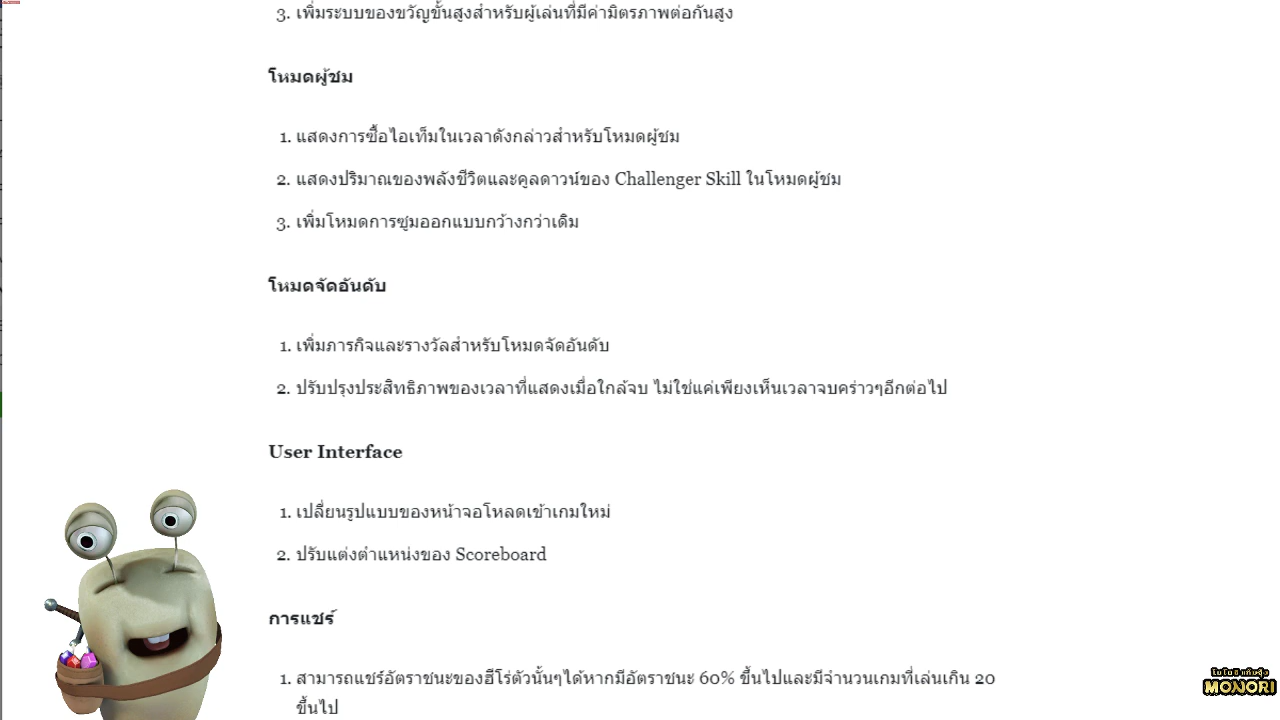 3. เพิ่มระบบของขวัญขั้นสูงสำหรับผู้เล่นที่มีค่ามิตรภาพต่อกันสูง
โหมดผู้ชม
1. แสดงการซื้อไอเท็มในเวลาดังกล่าวสำหรับโหมดผู้ชม
2. แสดงปริมาณของพลังชีวิตและคูลดาวน์ของ Challenger Skill ในโหมดผู้ชม
3. เพิ่มโหมดการซูมออกแบบกว้างกว่าเดิม
โหมดจัดอันดับ
1. เพิ่มภารกิจและรางวัลสำหรับโหมดจัดอันดับ
2. ปรับปรุงประสิทธิภาพของเวลาที่แสดงเมื่อใกล้จบ ไม่ใช่แค่เพียงเห็นเวลาจบคร่าวๆอีกต่อไป
User Interface
1. เปลี่ยนรูปแบบของหน้าจอโหลดเข้าเกมใหม่
2. ปรับแต่งตำแหน่งของ Scoreboard
การแชร์
1. สามารถแชร์อัตราชนะของฮีโร่ตัวนั้นๆได้หากมีอัตราชนะ 60% ขึ้นไปและมีจำนวนเกมที่เล่นเกิน 20
ขึ้นไป
MONORI